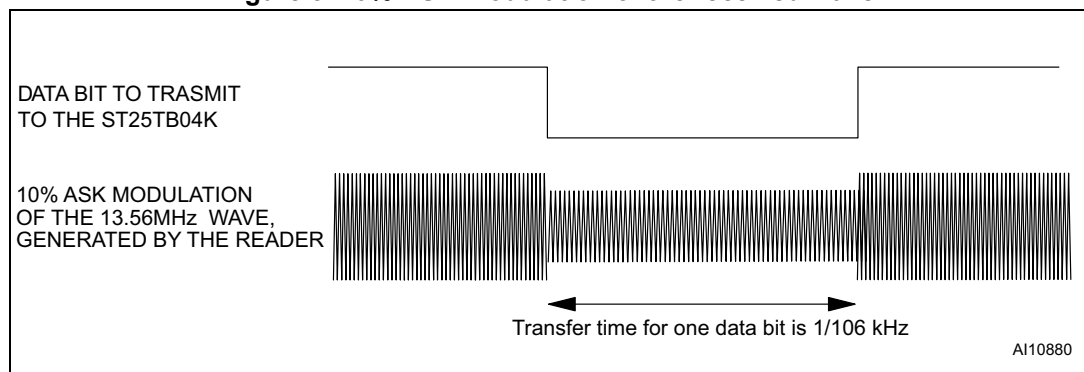 DATA BIT TO TRASMIT
TO THE ST25TB04K
10% ASK MODULATION
OF THE 13.56MHz WAVE,
GENERATED BY THE READER
Transfer time for one data bit is 1/106 kHz
AI10880